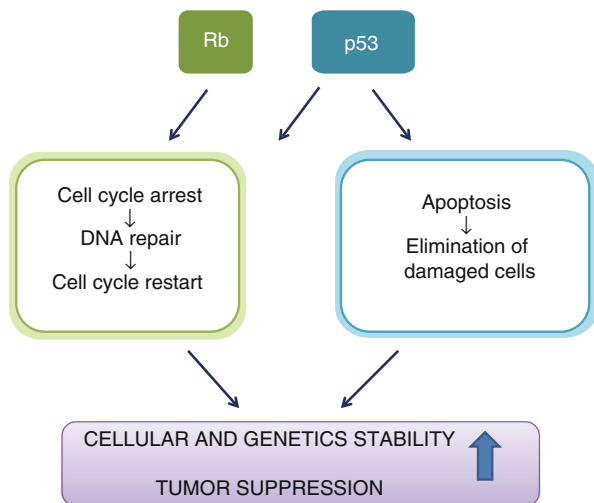 Rb
p53
Cell cycle arrest
↓
DNA repair
↓
Cell cycle restart
Apoptosis
↓
Elimination of
damaged cells
CELLULAR AND GENETICS STABILITY
TUMOR SUPPRESSION